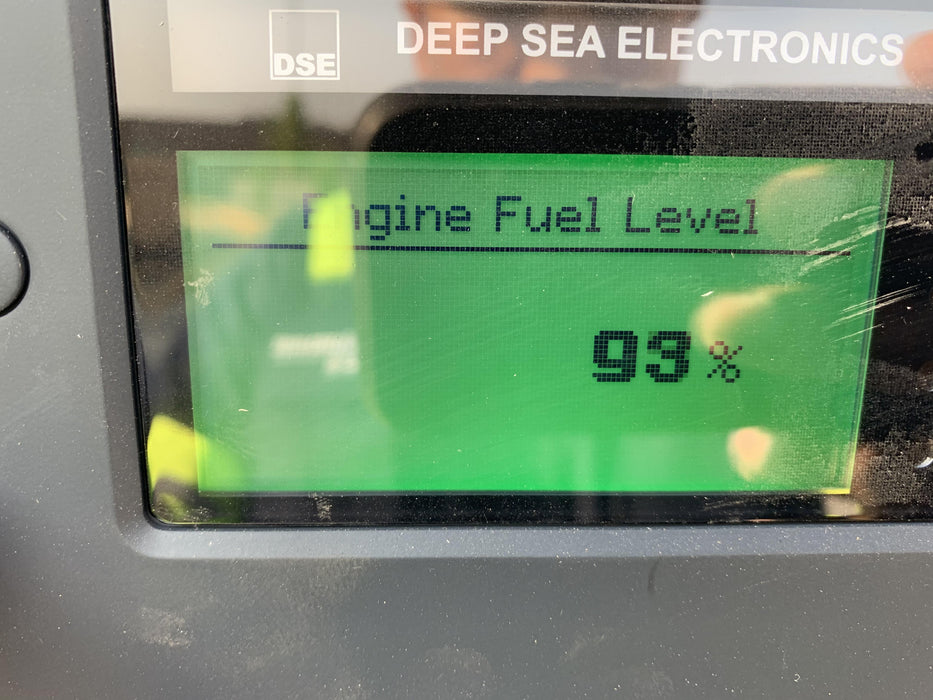 DSE
DEEP SEA ELECTRONICS
Engine Fuel Level
93 %